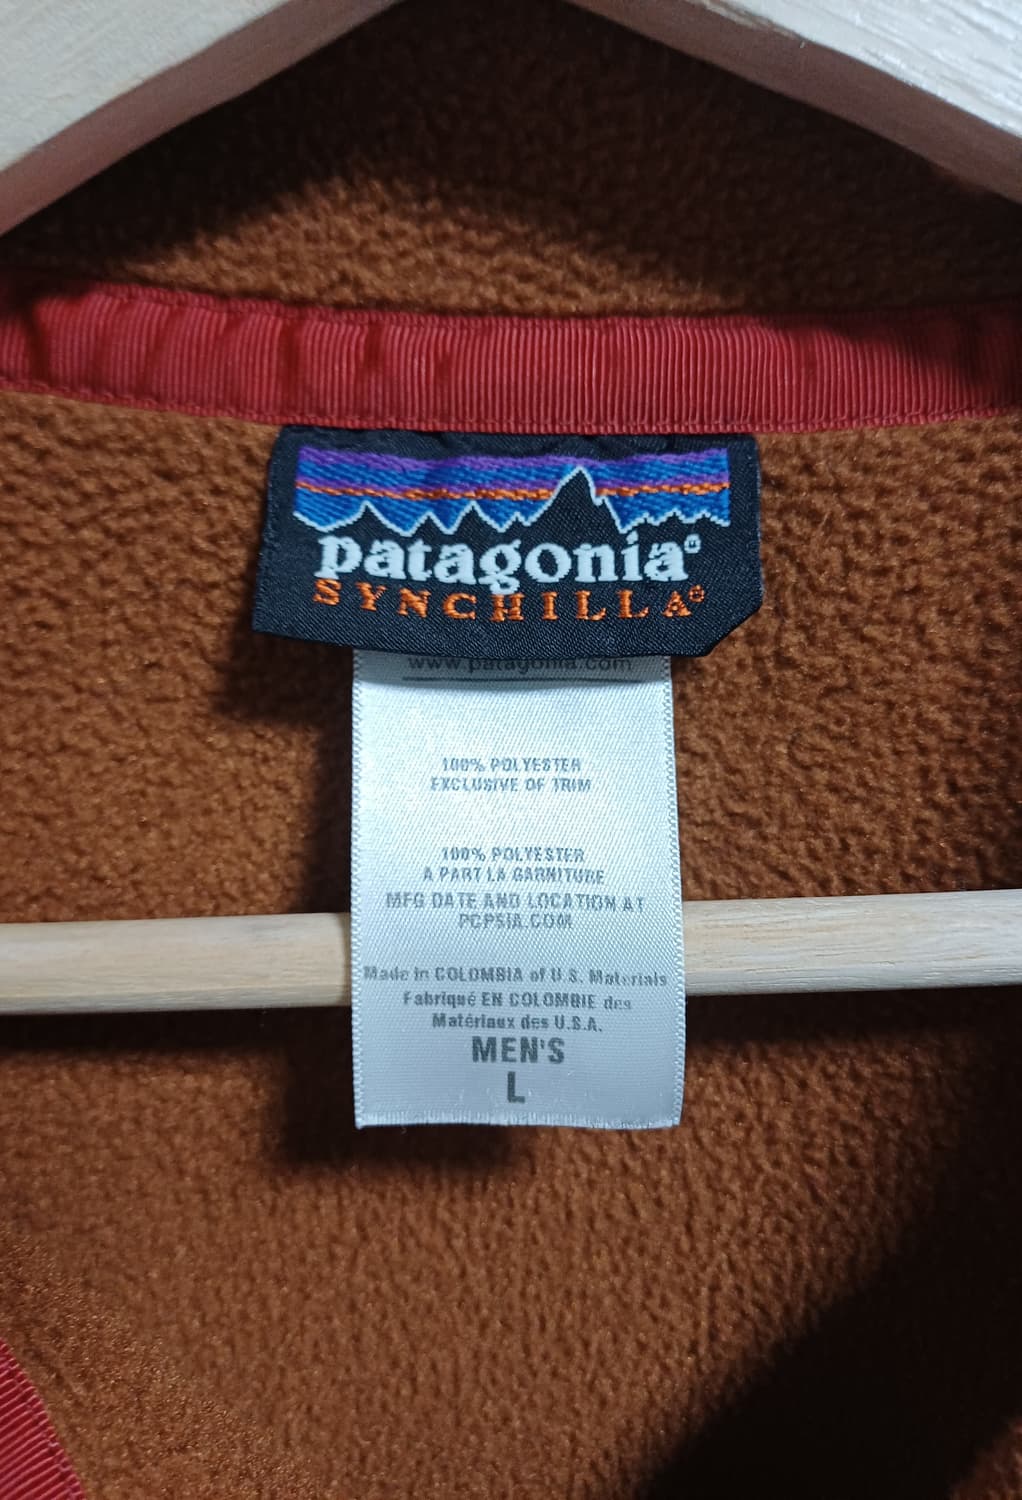 patagonia®
SYNCHILLA®
www.patagonia.com
100% POLYESTER
EXCLUSIVE OF TRIM
100% POLYESTER
A PART LA GARNITURE
MFG DATE AND LOCATION AT
PCPSIA.COM
Made in COLOMBIA of U.S. Materials
Fabriqué EN COLOMBIE des
Matériaux des U.S.A.
MEN'S
L